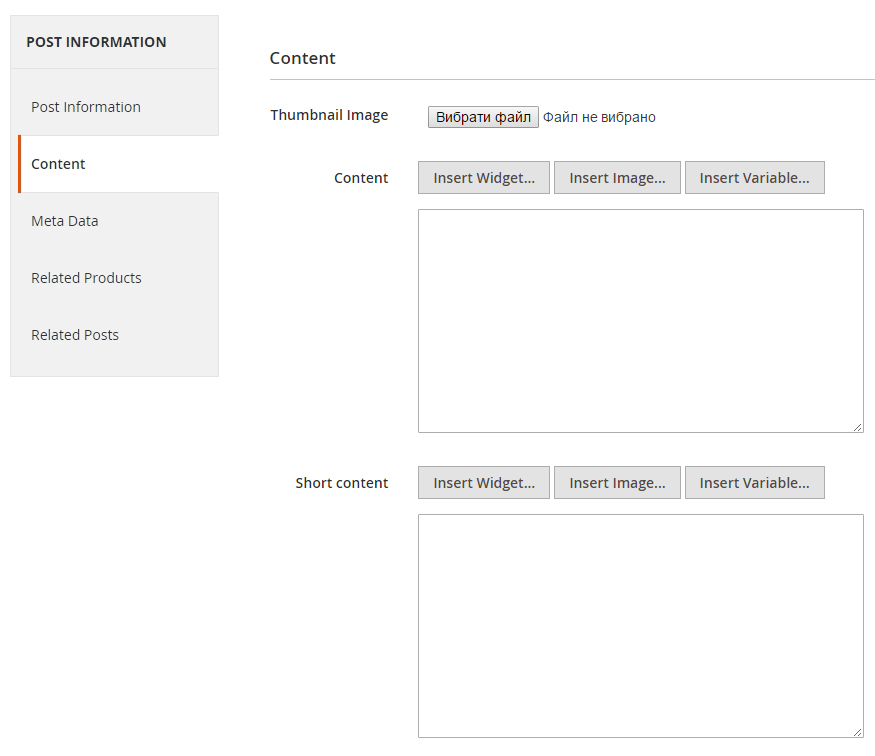 POST INFORMATION
Post Information
Content
Meta Data
Related Products
Related Posts
Content
Thumbnail Image Вибрати файл Файл не вибрано
Content Insert Widget... Insert Image... Insert Variable...
Short content Insert Widget... Insert Image... Insert Variable...